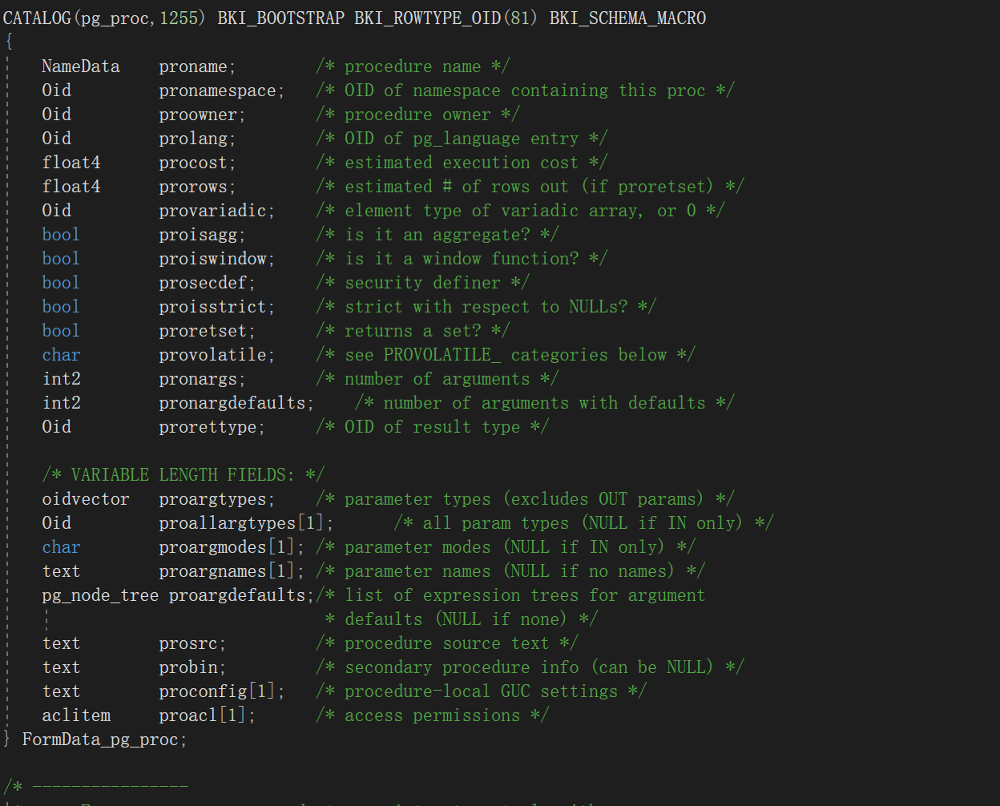 CATALOG(pg_proc,1255) BKI_BOOTSTRAP BKI_ROWTYPE_OID(81) BKI_SCHEMA_MACRO
{
NameData proname; /* procedure name */
Oid pronamespace; /* OID of namespace containing this proc */
Oid proowner; /* procedure owner */
Oid prolang; /* OID of pg_language entry */
float4 procost; /* estimated execution cost */
float4 prorows; /* estimated # of rows out (if proretset) */
Oid provariadic; /* element type of variadic array, or 0 */
bool proisagg; /* is it an aggregate? */
bool proiswindow; /* is it a window function? */
bool prosecdef; /* security definer */
bool proisstrict; /* strict with respect to NULLs? */
bool proretset; /* returns a set? */
char provolatile; /* see PROVOLATILE_ categories below */
int2 pronargs; /* number of arguments */
int2 pronargdefaults; /* number of arguments with defaults */
Oid prorettype; /* OID of result type */
/* VARIABLE LENGTH FIELDS: */
oidvector proargtypes; /* parameter types (excludes OUT params) */
Oid proallargtypes[1]; /* all param types (NULL if IN only) */
char proargmodes[1]; /* parameter modes (NULL if IN only) */
text proargnames[1]; /* parameter names (NULL if no names) */
pg_node_tree proargdefaults;/* list of expression trees for argument
* defaults (NULL if none) */
text prosrc; /* procedure source text */
text probin; /* secondary procedure info (can be NULL) */
text proconfig[1]; /* procedure-local GUC settings */
aclitem proacl[1]; /* access permissions */
} FormData_pg_proc;
/* ----------------